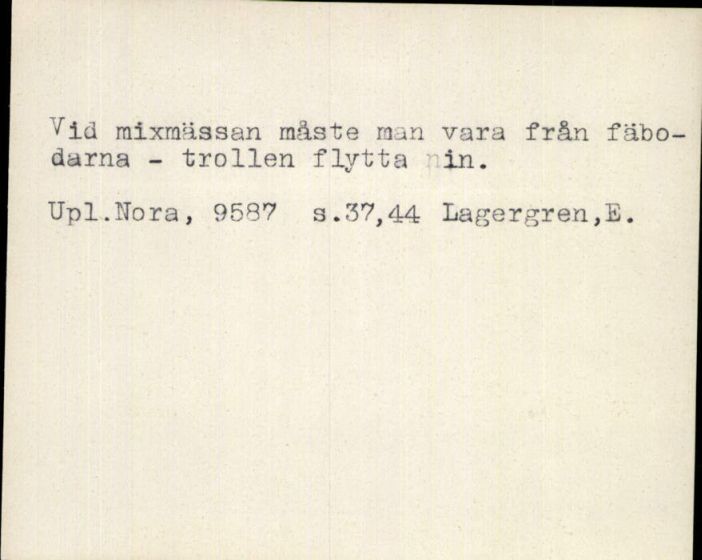 Vid mixmässan måste man vara från fäbo-
darna - trollen flytta in.
Upl.Nora, 9587 s.37,44 Lagergren,E.